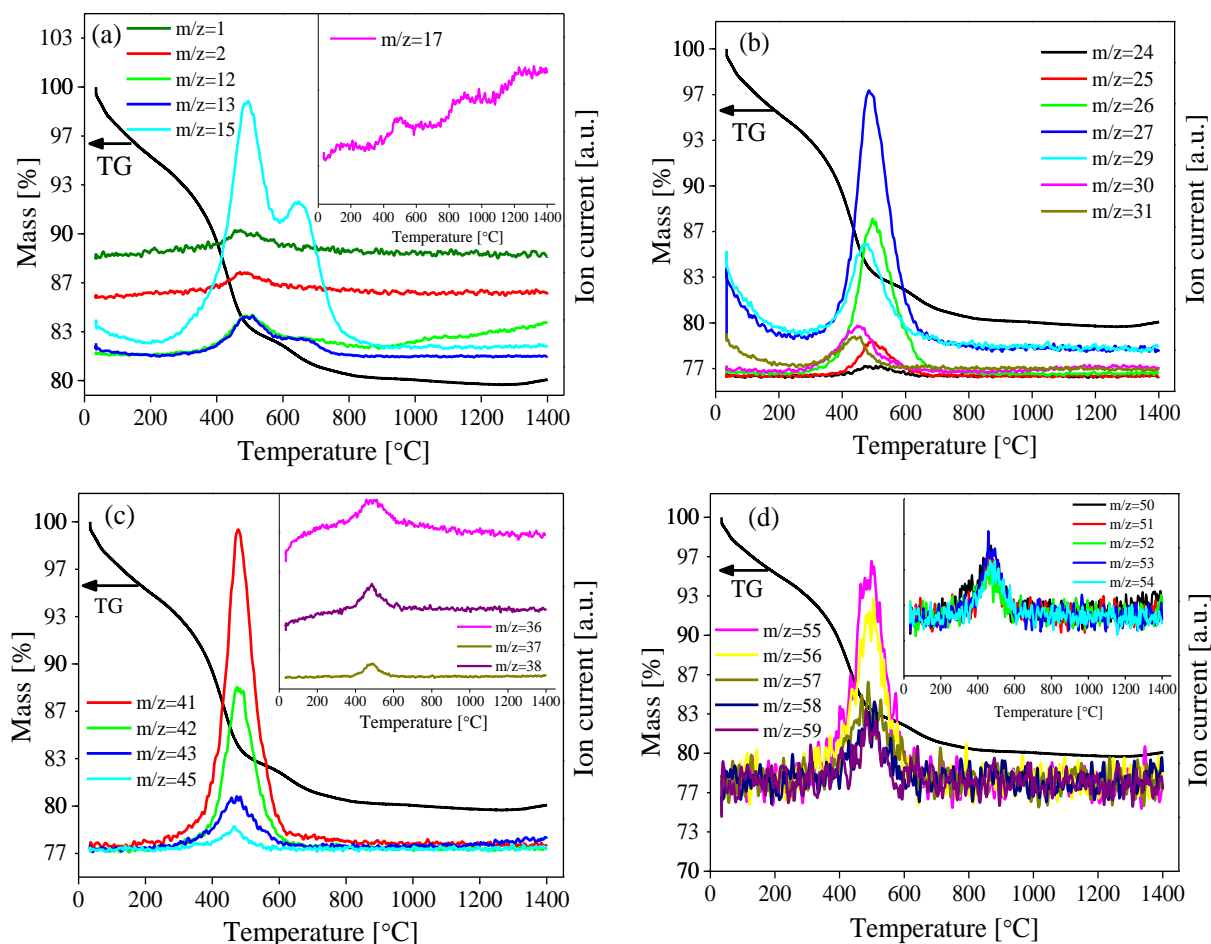 (a)
m/z=1
m/z=2
m/z=12
m/z=13
m/z=15
m/z=17
0 200 400 600 800 1000 1200 1400
Temperature [°C]
TG
103
100
97
93
90
87
83
80
Mass [%]
Ion current [a.u.]
0 200 400 600 800 1000 1200 1400
Temperature [°C]
(b)
m/z=24
m/z=25
m/z=26
m/z=27
m/z=29
m/z=30
m/z=31
TG
100
97
93
90
87
83
80
77
Mass [%]
Ion current [a.u.]
0 200 400 600 800 1000 1200 1400
Temperature [°C]
(c)
m/z=36
m/z=37
m/z=38
0 200 400 600 800 1000 1200 1400
Temperature [°C]
TG
m/z=41
m/z=42
m/z=43
m/z=45
100
97
93
90
87
83
80
77
Mass [%]
Ion current [a.u.]
0 200 400 600 800 1000 1200 1400
Temperature [°C]
(d)
m/z=50
m/z=51
m/z=52
m/z=53
m/z=54
0 200 400 600 800 1000 1200 1400
Temperature [°C]
TG
m/z=55
m/z=56
m/z=57
m/z=58
m/z=59
100
97
93
90
87
83
80
77
73
70
Mass [%]
Ion current [a.u.]
0 200 400 600 800 1000 1200 1400
Temperature [°C]